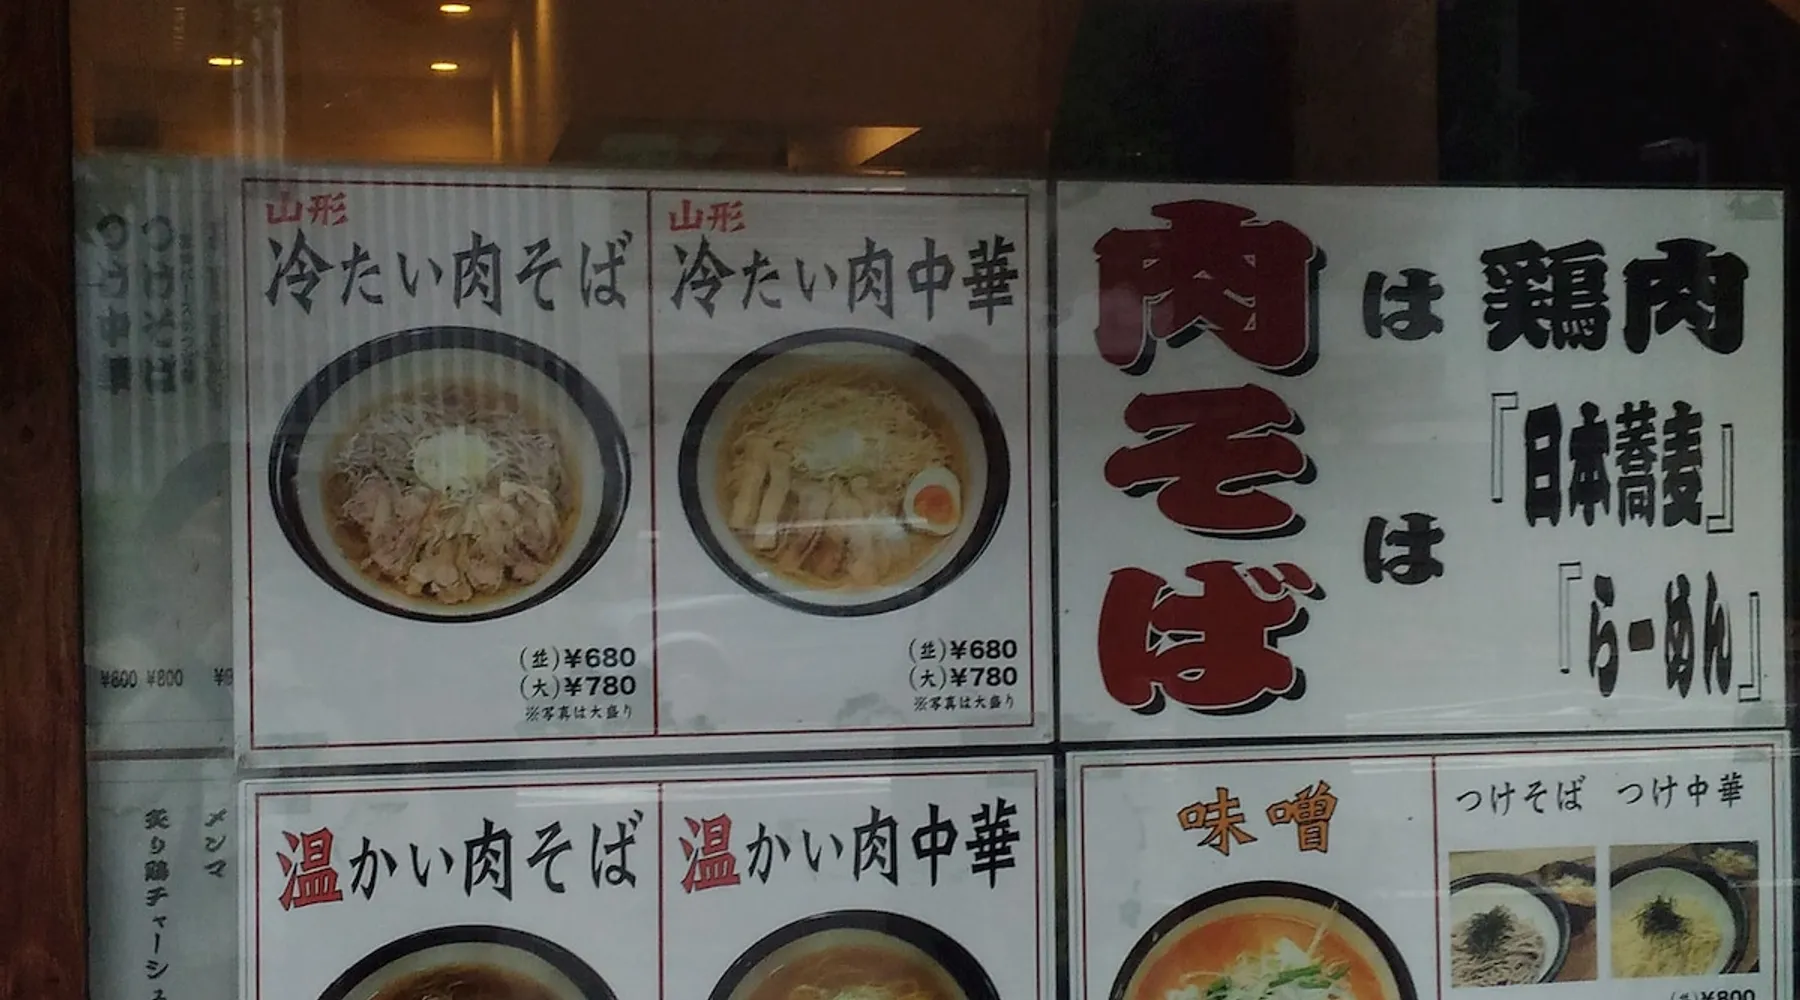 山形
冷たい肉そば
(並)¥680
(大)¥780
※写真は大盛り
山形
冷たい肉中華
(並)¥680
(大)¥780
※写真は大盛り
肉そば
は鶏肉
は
『日本蕎麦』
『らーめん』
温かい肉そば
温かい肉中華
味噌
つけそば
つけ中華
¥800
つけそば
つけ中華
¥800 ¥800
メンマ
炙り鶏チャーシュ